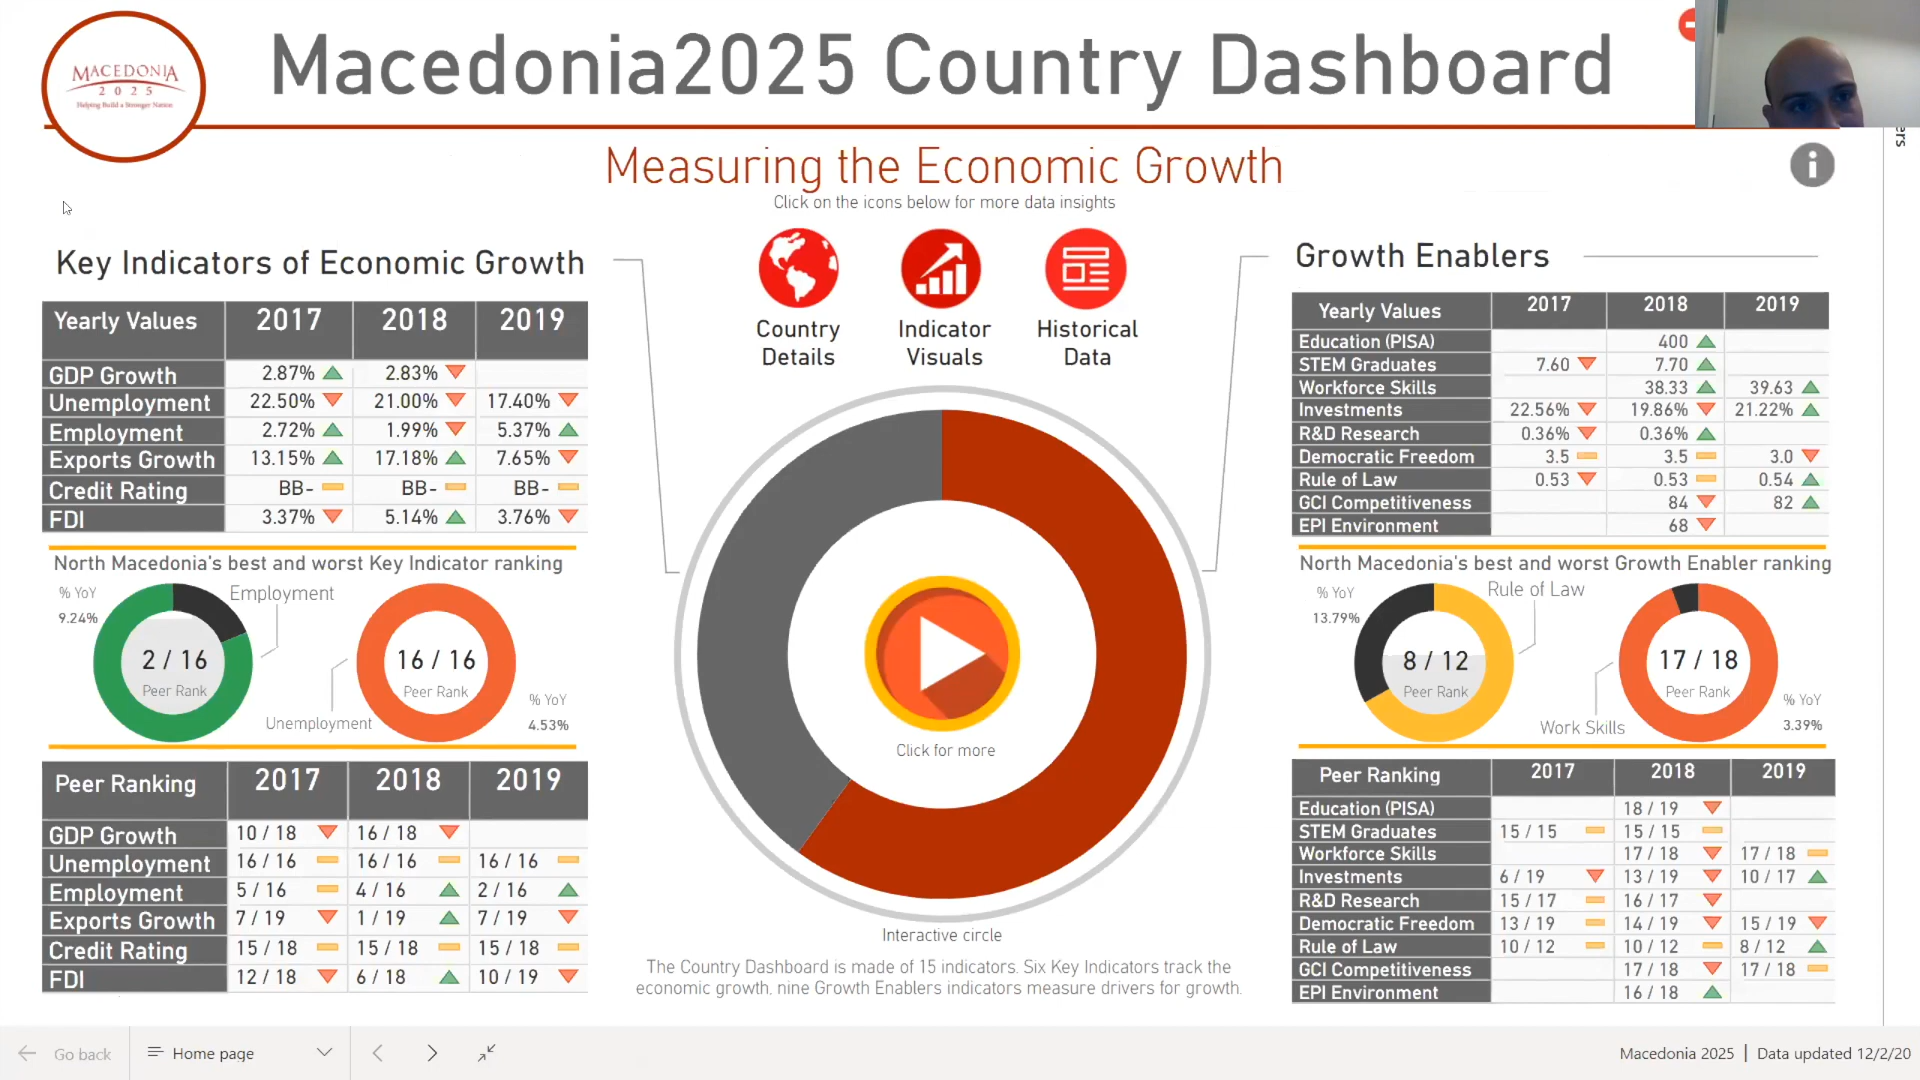 MACEDONIA
2025
Helping Build a Stronger Nation
Macedonia2025 Country Dashboard
ers
Measuring the Economic Growth
Click on the icons below for more data insights
Country Details
Indicator Visuals
Historical Data
Key Indicators of Economic Growth
Yearly Values 2017 2018 2019
GDP Growth 2.87% 2.83%
Unemployment 22.50% 21.00% 17.40%
Employment 2.72% 1.99% 5.37%
Exports Growth 13.15% 17.18% 7.65%
Credit Rating BB- BB- BB-
FDI 3.37% 5.14% 3.76%
North Macedonia's best and worst Key Indicator ranking
% YoY
9.24%
Employment
2 / 16
Peer Rank
16 / 16
Peer Rank
Unemployment
% YoY
4.53%
Peer Ranking 2017 2018 2019
GDP Growth 10 / 18 16 / 18
Unemployment 16 / 16 16 / 16 16 / 16
Employment 5 / 16 4 / 16 2 / 16
Exports Growth 7 / 19 1 / 19 7 / 19
Credit Rating 15 / 18 15 / 18 15 / 18
FDI 12 / 18 6 / 18 10 / 19
Click for more
Interactive circle
The Country Dashboard is made of 15 indicators. Six Key Indicators track the
economic growth, nine Growth Enablers indicators measure drivers for growth.
Growth Enablers
Yearly Values 2017 2018 2019
Education (PISA) 400
STEM Graduates 7.60 7.70
Workforce Skills 38.33 39.63
Investments 22.56% 19.86% 21.22%
R&D Research 0.36% 0.36%
Democratic Freedom 3.5 3.5 3.0
Rule of Law 0.53 0.53 0.54
GCI Competitiveness 84 82
EPI Environment 68
North Macedonia's best and worst Growth Enabler ranking
% YoY
13.79%
Rule of Law
8 / 12
Peer Rank
17 / 18
Peer Rank
Work Skills
% YoY
3.39%
Peer Ranking 2017 2018 2019
Education (PISA) 18 / 19
STEM Graduates 15 / 15 15 / 15
Workforce Skills 17 / 18 17 / 18
Investments 6 / 19 13 / 19 10 / 17
R&D Research 15 / 17 16 / 17
Democratic Freedom 13 / 19 14 / 19 15 / 19
Rule of Law 10 / 12 10 / 12 8 / 12
GCI Competitiveness 17 / 18 17 / 18
EPI Environment 16 / 18
Go back
Home page
Macedonia 2025 | Data updated 12/2/20